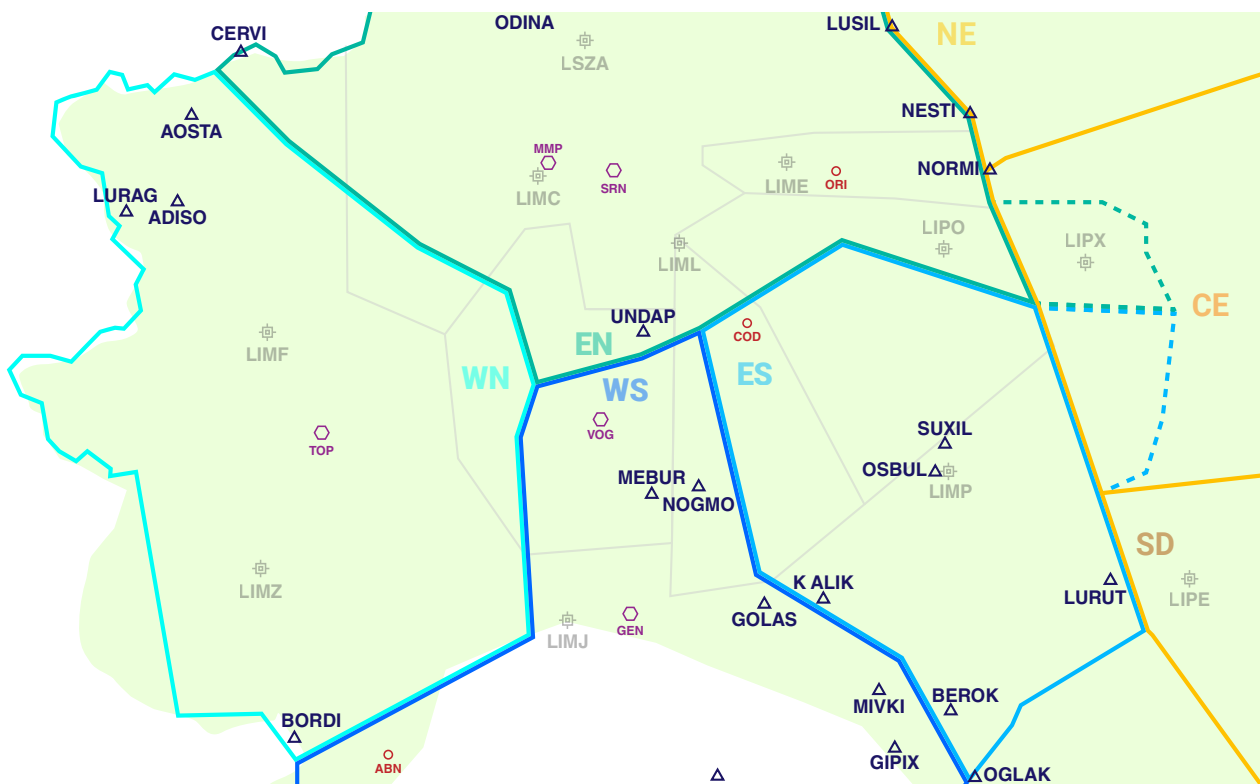 ODINA
LUSIL
CERVI
NE
LSZA
NESTI
AOSTA
MMP
NORMI
LIME
ORI
SRN
LIMC
LURAG
ADISO
LIPO
LIPX
LIML
CE
UNDAP
COD
EN
LIMF
WN
WS
ES
SUXIL
VOG
TOP
OSBUL
MEBUR
LIMP
NOGMO
SD
K ALIK
LIMZ
LURUT
LIPE
GOLAS
GEN
LIMJ
BEROK
MIVKI
BORDI
GIPIX
ABN
OGLAK